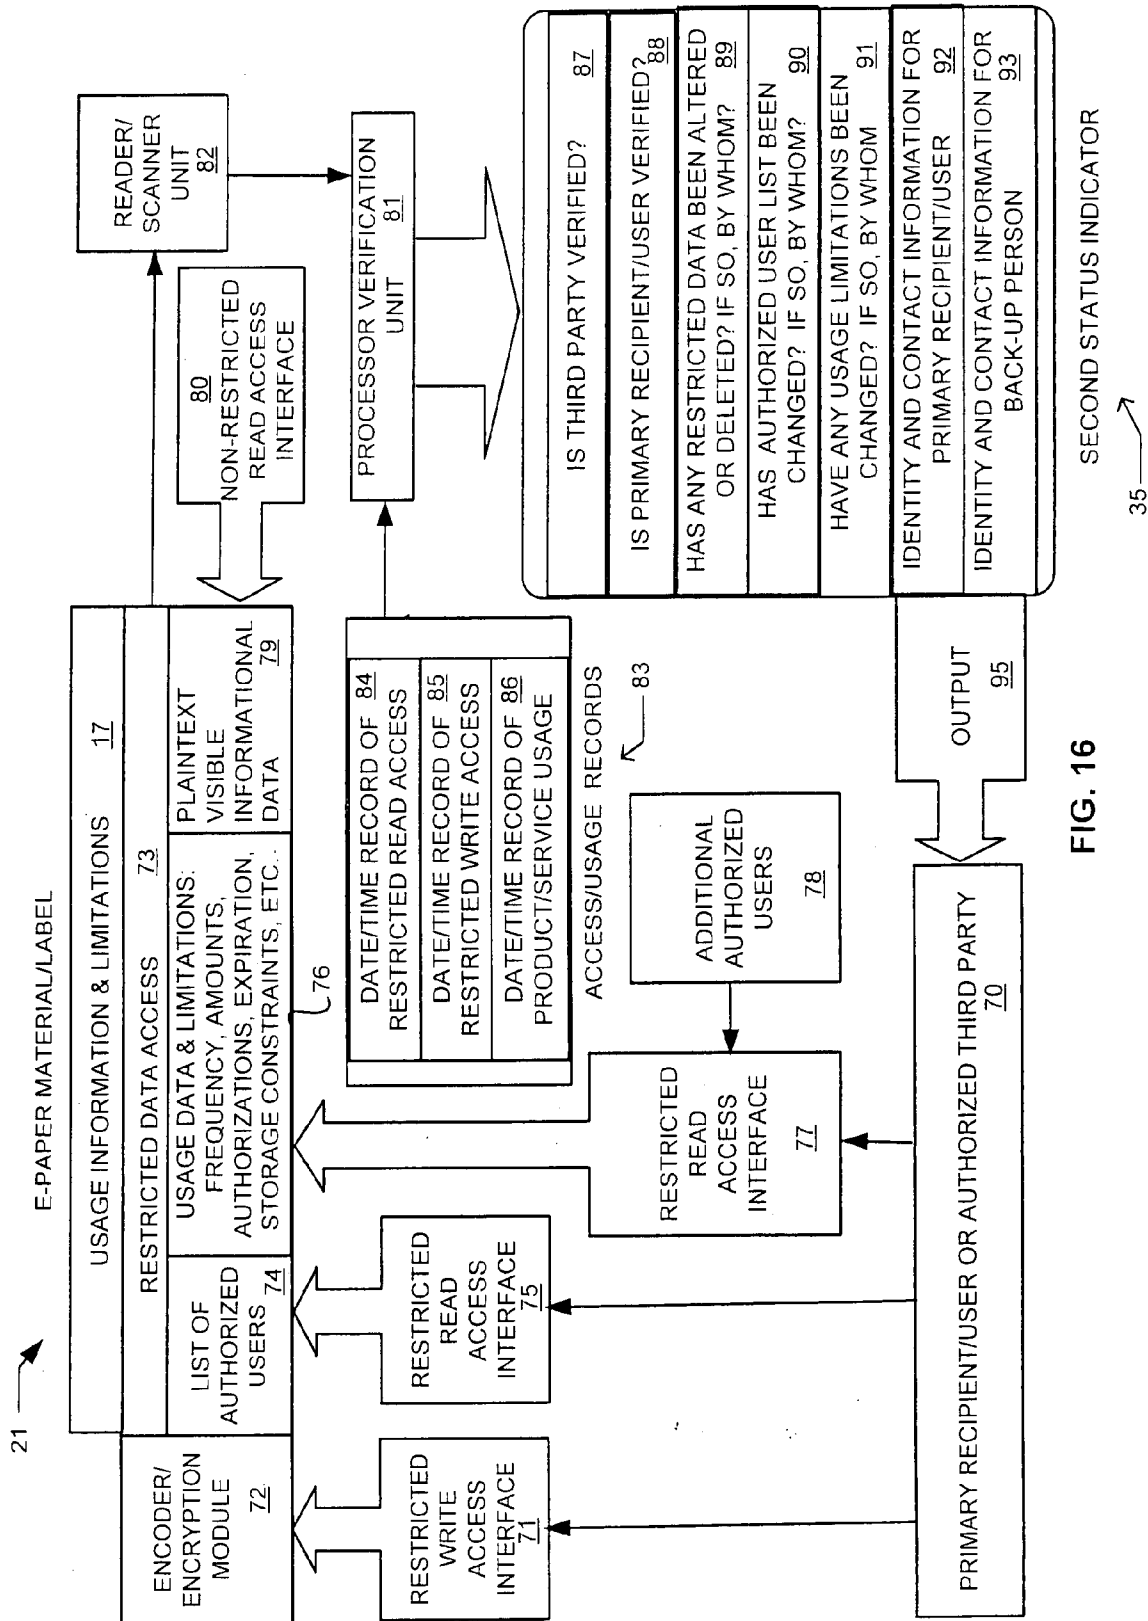 21
E-PAPER MATERIAL/LABEL
USAGE INFORMATION & LIMITATIONS 17
ENCODER/
ENCRYPTION
MODULE
72
RESTRICTED DATA ACCESS 73
LIST OF
AUTHORIZED
USERS 74
USAGE DATA & LIMITATIONS:
FREQUENCY, AMOUNTS,
AUTHORIZATIONS, EXPIRATION,
STORAGE CONSTRAINTS, ETC..
76
PLAINTEXT
VISIBLE
INFORMATIONAL
DATA 79
80
NON-RESTRICTED
READ ACCESS
INTERFACE
READER/
SCANNER
UNIT
82
RESTRICTED
WRITE
ACCESS
INTERFACE
71
RESTRICTED
READ
ACCESS
INTERFACE
75
RESTRICTED
READ
ACCESS
INTERFACE
77
DATE/TIME RECORD OF 84
RESTRICTED READ ACCESS
DATE/TIME RECORD OF 85
RESTRICTED WRITE ACCESS
DATE/TIME RECORD OF 86
PRODUCT/SERVICE USAGE
ACCESS/USAGE RECORDS
83
PROCESSOR VERIFICATION
UNIT 81
ADDITIONAL
AUTHORIZED
USERS
78
IS THIRD PARTY VERIFIED? 87
IS PRIMARY RECIPIENT/USER VERIFIED? 88
HAS ANY RESTRICTED DATA BEEN ALTERED
OR DELETED? IF SO, BY WHOM? 89
HAS AUTHORIZED USER LIST BEEN
CHANGED? IF SO, BY WHOM? 90
HAVE ANY USAGE LIMITATIONS BEEN
CHANGED? IF SO, BY WHOM 91
IDENTITY AND CONTACT INFORMATION FOR
PRIMARY RECIPIENT/USER 92
IDENTITY AND CONTACT INFORMATION FOR
BACK-UP PERSON 93
SECOND STATUS INDICATOR
35
OUTPUT
95
PRIMARY RECIPIENT/USER OR AUTHORIZED THIRD PARTY
70
FIG. 16